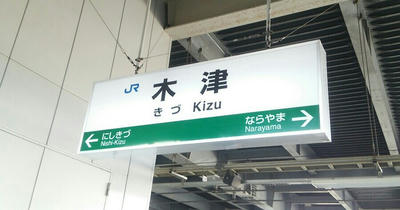 JR 木津
きづ Kizu
← にしきづ ならやま →
Nishi-Kizu Narayama